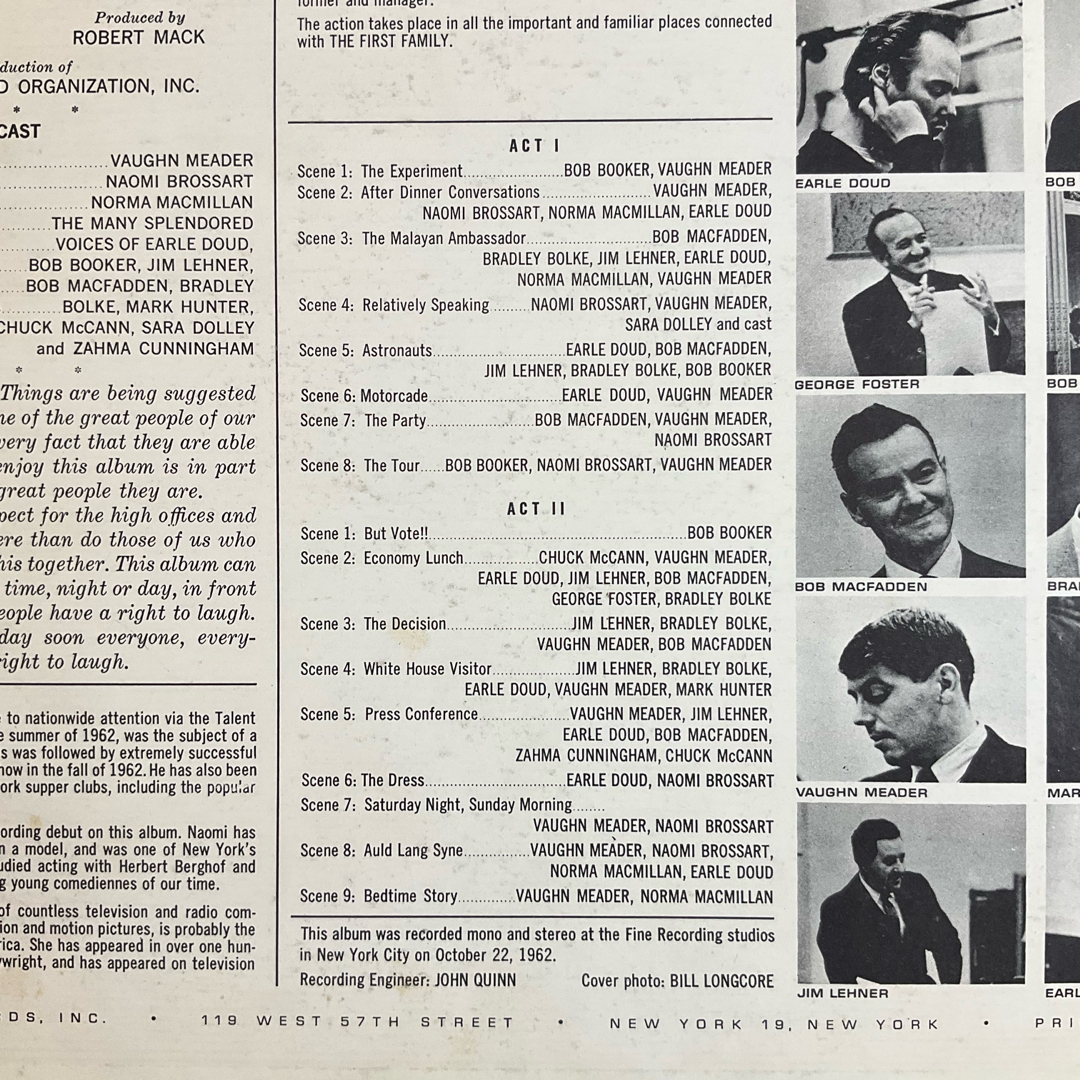 Produced by
ROBERT MACK
duction of
D ORGANIZATION, INC.
* *
CAST
VAUGHN MEADER
NAOMI BROSSART
NORMA MACMILLAN
THE MANY SPLENDORED
VOICES OF EARLE DOUD,
BOB BOOKER, JIM LEHNER,
BOB MACFADDEN, BRADLEY
BOLKE, MARK HUNTER,
CHUCK McCANN, SARA DOLLEY
and ZAHMA CUNNINGHAM
* *
Things are being suggested
ne of the great people of our
very fact that they are able
enjoy this album is in part
great people they are.
pect for the high offices and
ere than do those of us who
his together. This album can
time, night or day, in front
eople have a right to laugh.
day soon everyone, every-
right to laugh.
e to nationwide attention via the Talent
e summer of 1962, was the subject of a
s was followed by extremely successful
how in the fall of 1962. He has also been
ork supper clubs, including the popular
ording debut on this album. Naomi has
n a model, and was one of New York's
udied acting with Herbert Berghof and
g young comediennes of our time.
of countless television and radio com-
ion and motion pictures, is probably the
rica. She has appeared in over one hun-
wright, and has appeared on television
former and manager.
The action takes place in all the important and familiar places connected
with THE FIRST FAMILY.
ACT I
Scene 1: The Experiment......................BOB BOOKER, VAUGHN MEADER
Scene 2: After Dinner Conversations........................VAUGHN MEADER,
NAOMI BROSSART, NORMA MACMILLAN, EARLE DOUD
Scene 3: The Malayan Ambassador...........................BOB MACFADDEN,
BRADLEY BOLKE, JIM LEHNER, EARLE DOUD,
NORMA MACMILLAN, VAUGHN MEADER
Scene 4: Relatively Speaking.........NAOMI BROSSART, VAUGHN MEADER,
SARA DOLLEY and cast
Scene 5: Astronauts.............................EARLE DOUD, BOB MACFADDEN,
JIM LEHNER, BRADLEY BOLKE, BOB BOOKER
Scene 6: Motorcade.............................EARLE DOUD, VAUGHN MEADER
Scene 7: The Party.......................BOB MACFADDEN, VAUGHN MEADER,
NAOMI BROSSART
Scene 8: The Tour......BOB BOOKER, NAOMI BROSSART, VAUGHN MEADER
ACT II
Scene 1: But Vote!!.......................................................BOB BOOKER
Scene 2: Economy Lunch................CHUCK McCANN, VAUGHN MEADER,
EARLE DOUD, JIM LEHNER, BOB MACFADDEN,
GEORGE FOSTER, BRADLEY BOLKE
Scene 3: The Decision...........................JIM LEHNER, BRADLEY BOLKE,
VAUGHN MEADER, BOB MACFADDEN
Scene 4: White House Visitor..................JIM LEHNER, BRADLEY BOLKE,
EARLE DOUD, VAUGHN MEADER, MARK HUNTER
Scene 5: Press Conference...................VAUGHN MEADER, JIM LEHNER,
EARLE DOUD, BOB MACFADDEN,
ZAHMA CUNNINGHAM, CHUCK McCANN
Scene 6: The Dress..............................EARLE DOUD, NAOMI BROSSART
Scene 7: Saturday Night, Sunday Morning........
VAUGHN MEADER, NAOMI BROSSART
Scene 8: Auld Lang Syne..............VAUGHN MEADER, NAOMI BROSSART,
NORMA MACMILLAN, EARLE DOUD
Scene 9: Bedtime Story............VAUGHN MEADER, NORMA MACMILLAN
This album was recorded mono and stereo at the Fine Recording studios
in New York City on October 22, 1962.
Recording Engineer: JOHN QUINN Cover photo: BILL LONGCORE
EARLE DOUD
GEORGE FOSTER
BOB MACFADDEN
VAUGHN MEADER
JIM LEHNER
BOB
BOB
BRA
MAR
EARL
DS, INC. • 119 WEST 57TH STREET • NEW YORK 19, NEW YORK • PRI